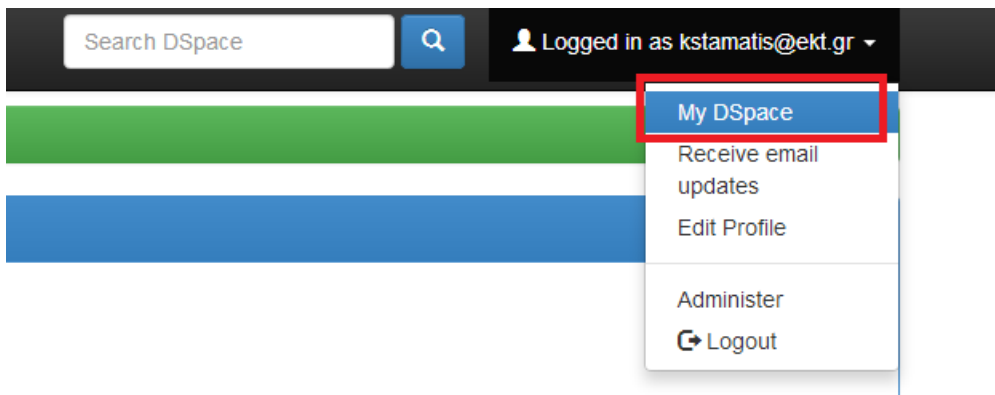 Search DSpace
Logged in as kstamatis@ekt.gr
My DSpace
Receive email
updates
Edit Profile
Administer
Logout